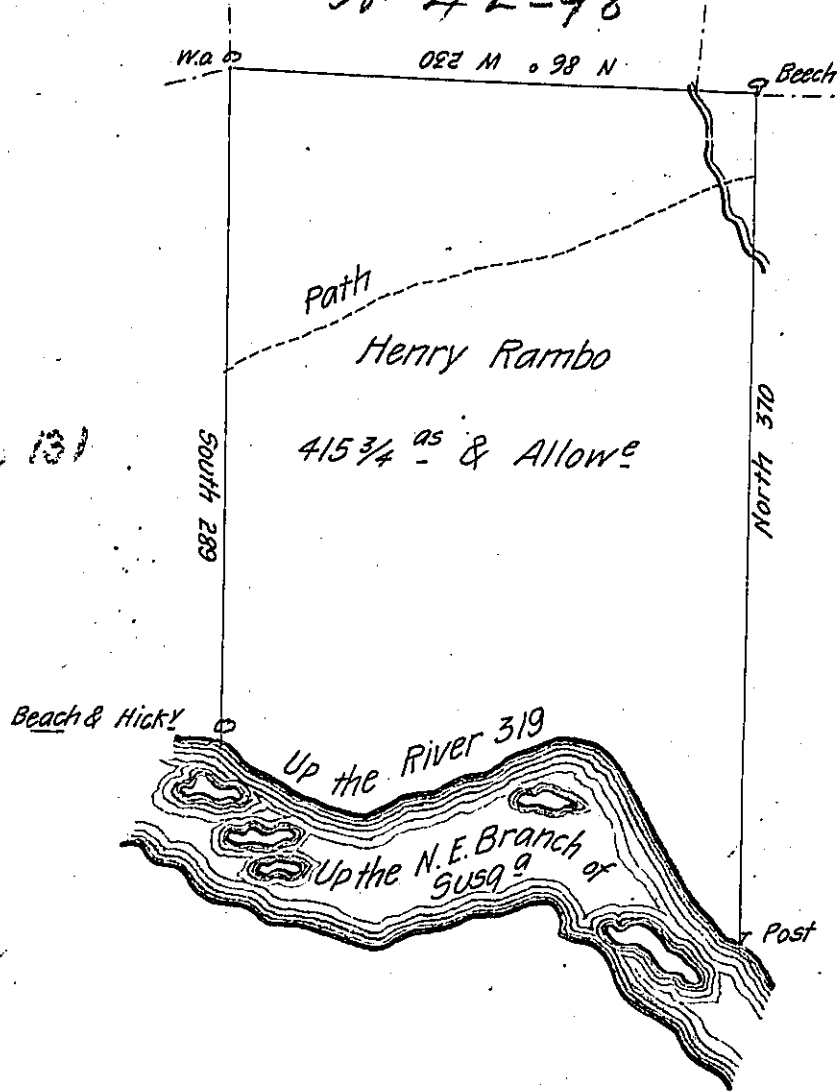 W.a
N 86° W 230
Beech
Path
Henry Rambo
415 3/4 as & Allowe
131
South 289
North 370
Beach & Hicky
Up the River 319
Up the N.E. Branch of
Susqa
Post